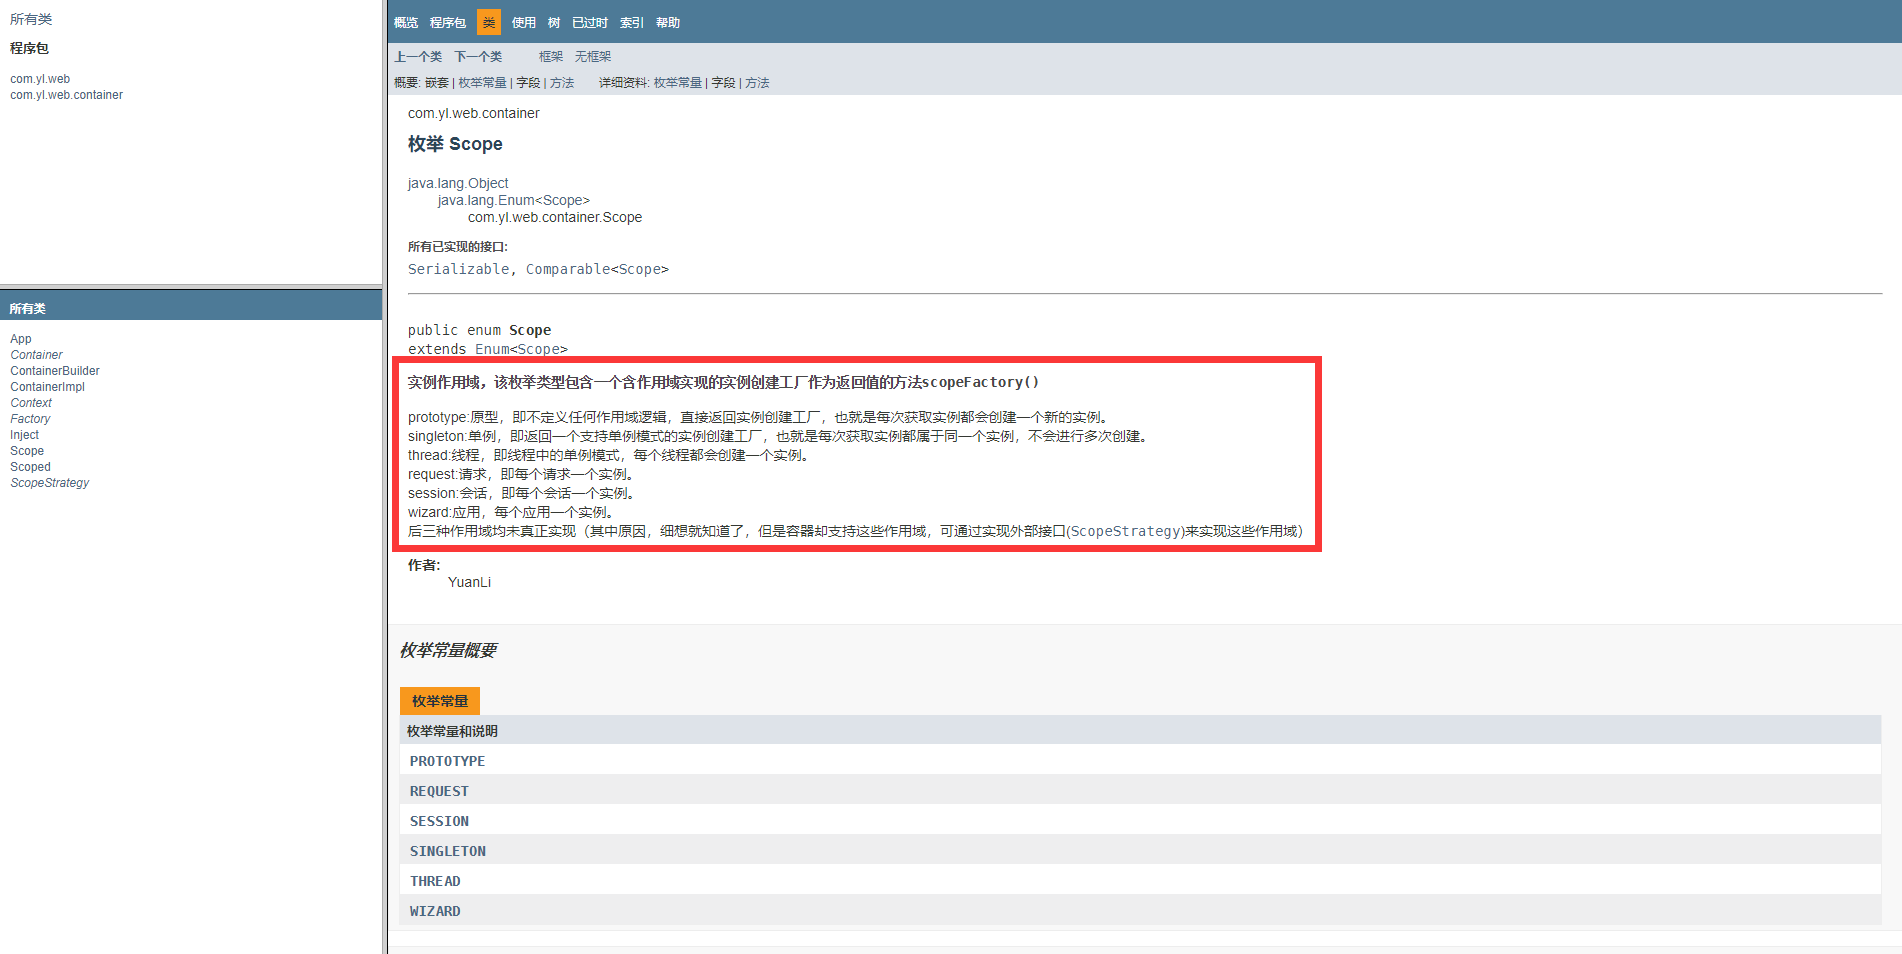 所有类
程序包
com.yl.web
com.yl.web.container
所有类
App
Container
ContainerBuilder
ContainerImpl
Context
Factory
Inject
Scope
Scoped
ScopeStrategy
概览 程序包 类 使用 树 已过时 索引 帮助
上一个类 下一个类 框架 无框架
概要: 嵌套 | 枚举常量 | 字段 | 方法 详细资料: 枚举常量 | 字段 | 方法
com.yl.web.container
枚举 Scope
java.lang.Object
java.lang.Enum<Scope>
com.yl.web.container.Scope
所有已实现的接口:
Serializable, Comparable<Scope>
public enum Scope
extends Enum<Scope>
实例作用域，该枚举类型包含一个含作用域实现的实例创建工厂作为返回值的方法scopeFactory()
prototype:原型，即不定义任何作用域逻辑，直接返回实例创建工厂，也就是每次获取实例都会创建一个新的实例。
singleton:单例，即返回一个支持单例模式的实例创建工厂，也就是每次获取实例都属于同一个实例，不会进行多次创建。
thread:线程，即线程中的单例模式，每个线程都会创建一个实例。
request:请求，即每个请求一个实例。
session:会话，即每个会话一个实例。
wizard:应用，每个应用一个实例。
后三种作用域均未真正实现（其中原因，细想就知道了，但是容器却支持这些作用域，可通过实现外部接口(ScopeStrategy)来实现这些作用域）
作者:
YuanLi
枚举常量概要
枚举常量
枚举常量和说明
PROTOTYPE
REQUEST
SESSION
SINGLETON
THREAD
WIZARD